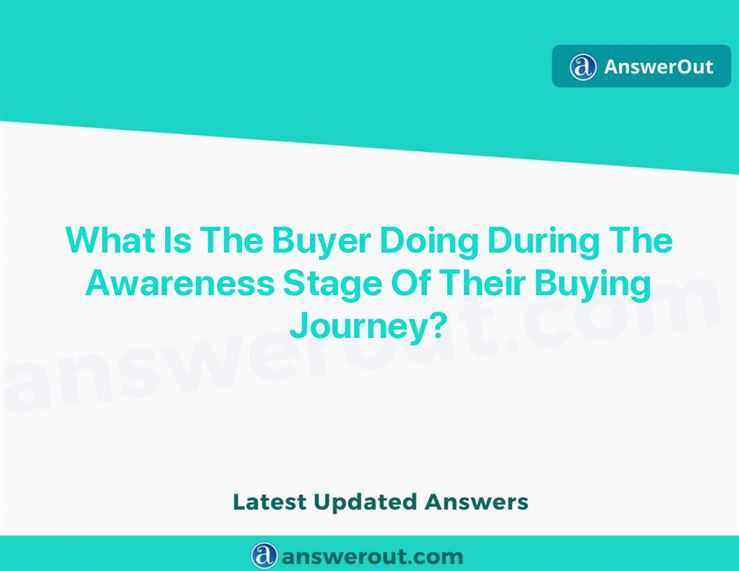 AnswerOut
What Is The Buyer Doing During The
Awareness Stage Of Their Buying
Journey?
answerout.com
Latest Updated Answers
answerout.com